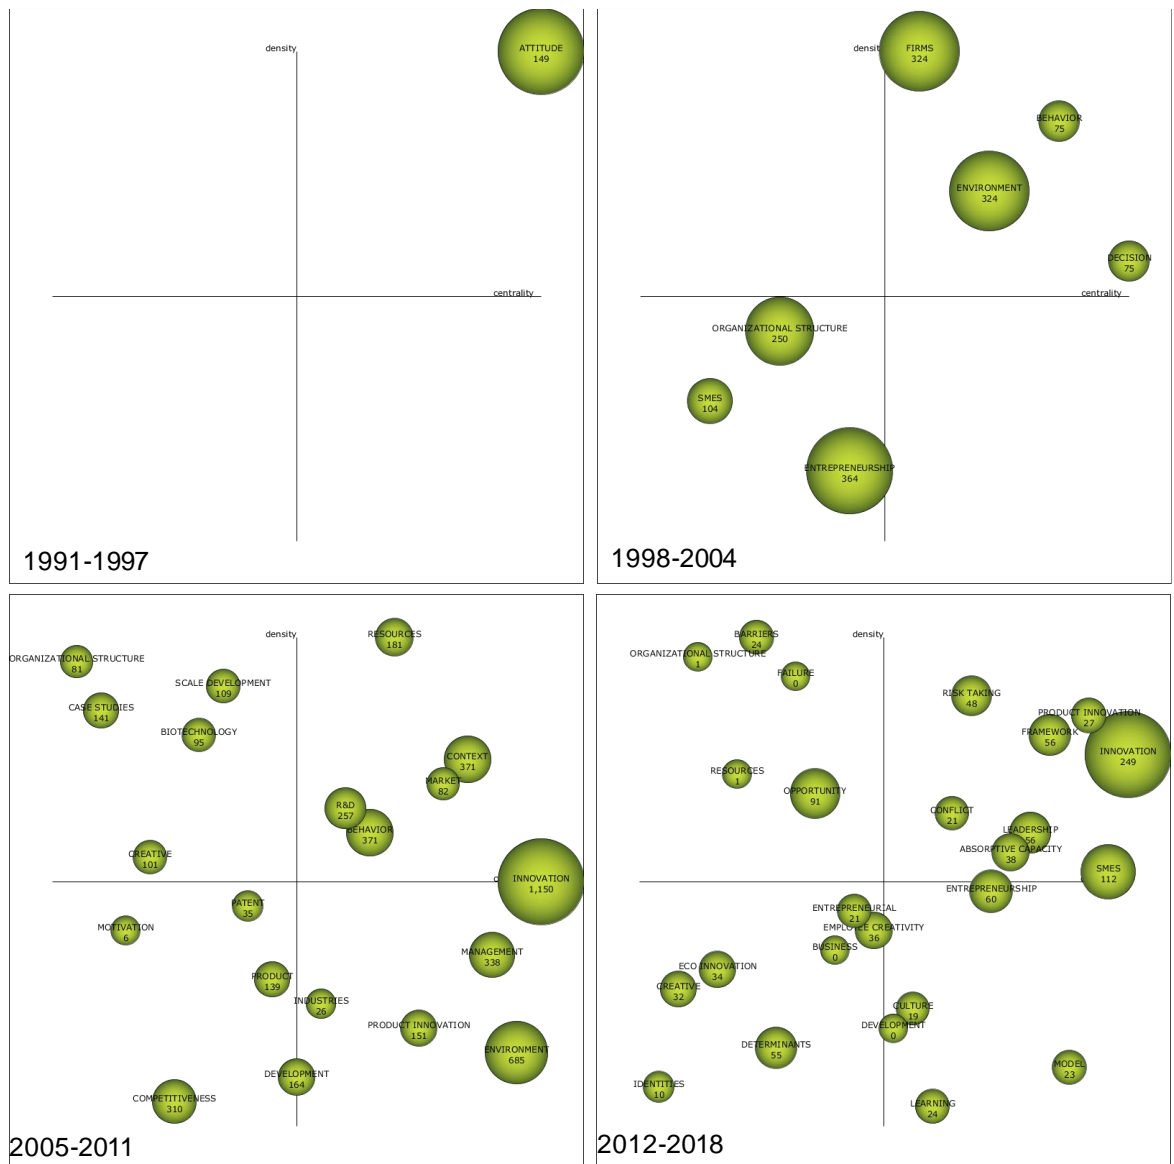 ATTITUDE
149
density
centrality
1991-1997
FIRMS
324
densit
BEHAVIOR
75
ENVIRONMENT
324
DECISION
75
centrality
ORGANIZATIONAL STRUCTURE
250
SMES
104
ENTREPRENEURSHIP
364
1998-2004
density
RESOURCES
181
ORGANIZATIONAL STRUCTURE
81
SCALE DEVELOPMENT
109
CASE STUDIES
141
BIOTECHNOLOGY
95
CONTEXT
371
MARKET
82
R&D
257
BEHAVIOR
371
CREATIVE
101
c
INNOVATION
1,150
PATENT
35
MOTIVATION
6
MANAGEMENT
338
PRODUCT
139
INDUSTRIES
26
PRODUCT INNOVATION
151
ENVIRONMENT
685
DEVELOPMENT
164
COMPETITIVENESS
310
2005-2011
density
BARRIERS
24
ORGANIZATIONAL STRUCTURE
1
FAILURE
0
RISK TAKING
48
PRODUCT INNOVATION
27
FRAMEWORK
56
INNOVATION
249
RESOURCES
1
OPPORTUNITY
91
CONFLICT
21
LEADERSHIP
56
ABSORPTIVE CAPACITY
38
SMES
112
ENTREPRENEURSHIP
60
ENTREPRENEURIAL
21
EMPLOYEE CREATIVITY
36
BUSINESS
0
ECO INNOVATION
34
CREATIVE
32
CULTURE
19
DEVELOPMENT
0
DETERMINANTS
55
MODEL
23
IDENTITIES
10
LEARNING
24
2012-2018